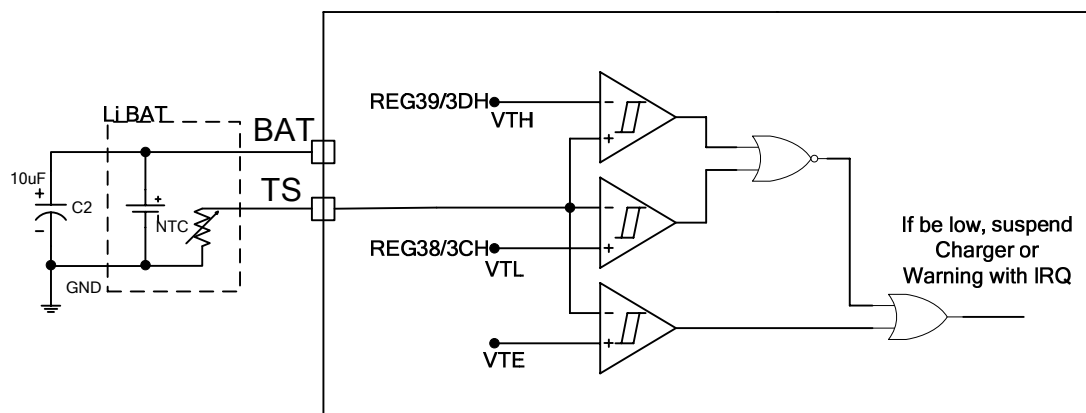 REG39/3DH
VTH
Li BAT
BAT
10uF
+
C2
-
+
NTC
TS
GND
REG38/3CH
VTL
VTE
-
+
-
+
-
+
If be low, suspend
Charger or
Warning with IRQ